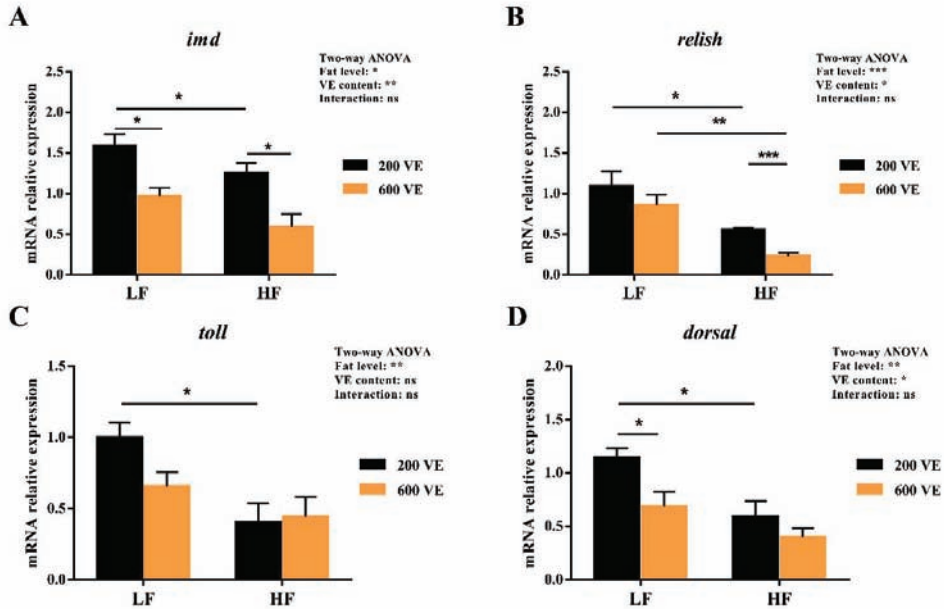 A
imd
Two-way ANOVA
Fat level: *
VE content: **
Interaction: ns
mRNA relative expression
2.5
2.0
1.5
1.0
0.5
0.0
*
*
*
200 VE
600 VE
LF
HF
B
relish
Two-way ANOVA
Fat level: ***
VE content: *
Interaction: ns
mRNA relative expression
2.5
2.0
1.5
1.0
0.5
0.0
*
**
***
200 VE
600 VE
LF
HF
C
toll
Two-way ANOVA
Fat level: **
VE content: ns
Interaction: ns
mRNA relative expression
1.5
1.0
0.5
0.0
*
200 VE
600 VE
LF
HF
D
dorsal
Two-way ANOVA
Fat level: **
VE content: *
Interaction: ns
mRNA relative expression
2.0
1.5
1.0
0.5
0.0
*
*
200 VE
600 VE
LF
HF